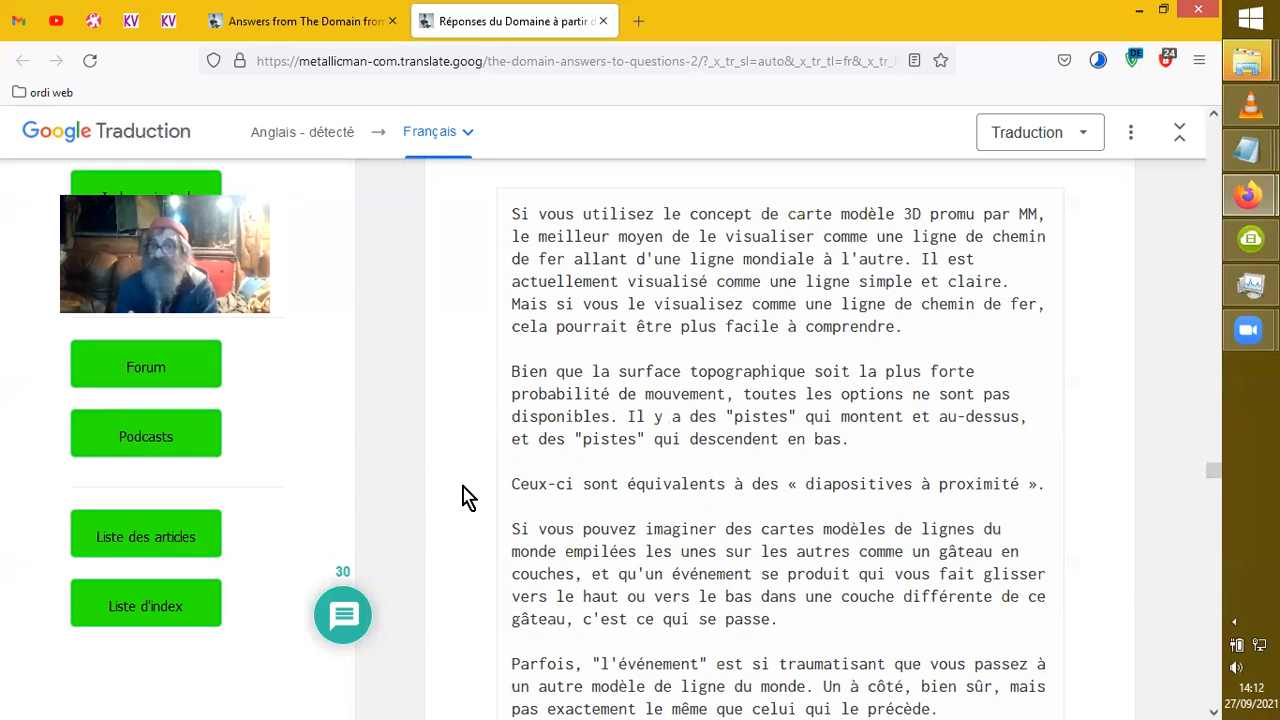 KV
KV
Answers from The Domain from
Réponses du Domaine à partir d
https://metallicman-com.translate.goog/the-domain-answers-to-questions-2/?_x_tr_sl=auto&_x_tr_tl=fr&_x_tr_
DE
24
ordi web
Google Traduction
Anglais - détecté
Français
Traduction
Forum
Podcasts
Liste des articles
Liste d'index
30
Si vous utilisez le concept de carte modèle 3D promu par MM,
le meilleur moyen de le visualiser comme une ligne de chemin
de fer allant d'une ligne mondiale à l'autre. Il est
actuellement visualisé comme une ligne simple et claire.
Mais si vous le visualisez comme une ligne de chemin de fer,
cela pourrait être plus facile à comprendre.
Bien que la surface topographique soit la plus forte
probabilité de mouvement, toutes les options ne sont pas
disponibles. Il y a des "pistes" qui montent et au-dessus,
et des "pistes" qui descendent en bas.
Ceux-ci sont équivalents à des « diapositives à proximité ».
Si vous pouvez imaginer des cartes modèles de lignes du
monde empilées les unes sur les autres comme un gâteau en
couches, et qu'un événement se produit qui vous fait glisser
vers le haut ou vers le bas dans une couche différente de ce
gâteau, c'est ce qui se passe.
Parfois, "l'événement" est si traumatisant que vous passez à
un autre modèle de ligne du monde. Un à côté, bien sûr, mais
pas exactement le même que celui qui le précède.
14:12
27/09/2021